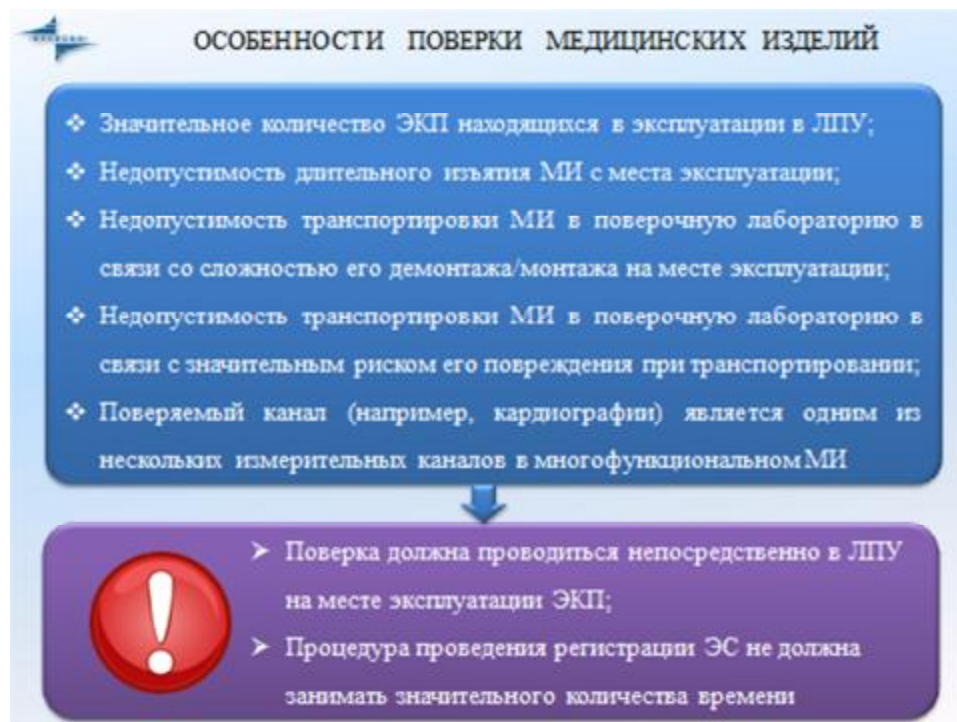 ОСОБЕННОСТИ ПОВЕРКИ МЕДИЦИНСКИХ ИЗДЕЛИЙ
Значительное количество ЭКП находящихся в эксплуатации в ЛПУ;
Недопустимость длительного изъятия МИ с места эксплуатации;
Недопустимость транспортировки МИ в поверочную лабораторию в
связи со сложностью его демонтажа/монтажа на месте эксплуатации;
Недопустимость транспортировки МИ в поверочную лабораторию в
связи с значительным риском его повреждения при транспортировании;
Поверяемый канал (например, кардиографии) является одним из
нескольких измерительных каналов в многофункциональном МИ
Поверка должна проводиться непосредственно в ЛПУ
на месте эксплуатации ЭКП;
Процедура проведения регистрации ЭС не должна
занимать значительного количества времени